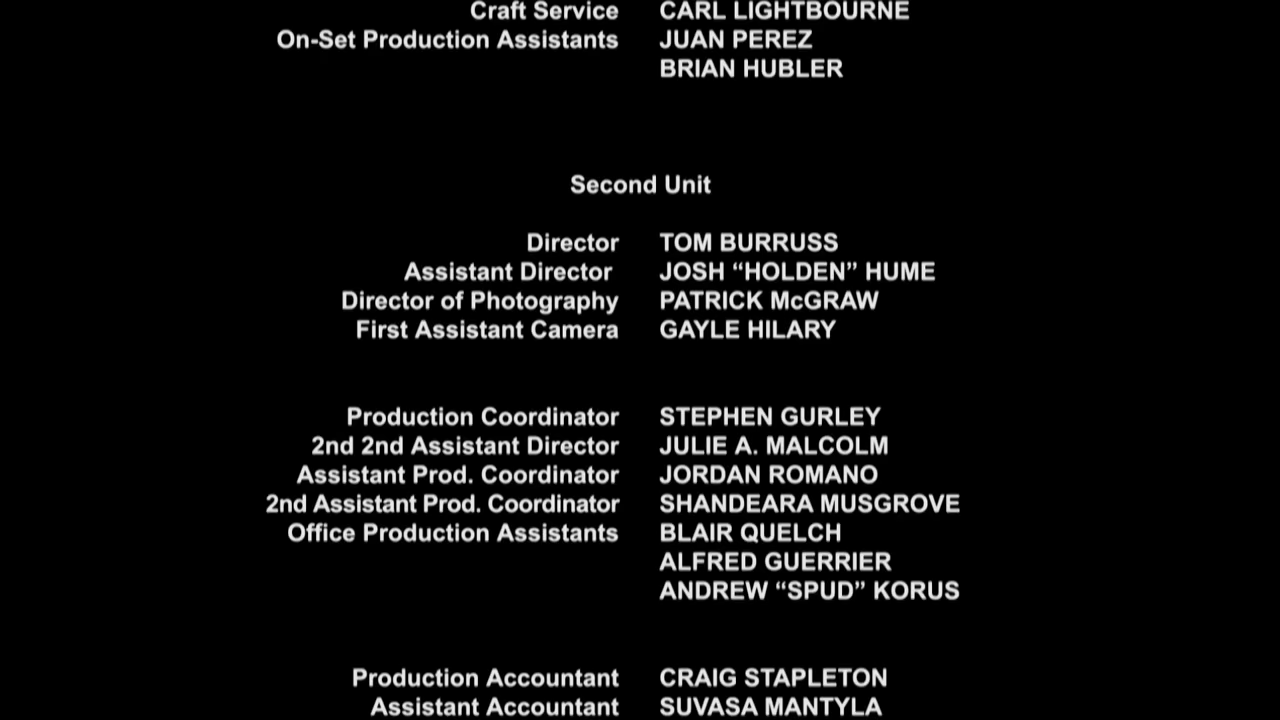 Craft Service CARL LIGHTBOURNE
On-Set Production Assistants JUAN PEREZ
BRIAN HUBLER
Second Unit
Director TOM BURRUSS
Assistant Director JOSH “HOLDEN” HUME
Director of Photography PATRICK McGRAW
First Assistant Camera GAYLE HILARY
Production Coordinator STEPHEN GURLEY
2nd 2nd Assistant Director JULIE A. MALCOLM
Assistant Prod. Coordinator JORDAN ROMANO
2nd Assistant Prod. Coordinator SHANDEARA MUSGROVE
Office Production Assistants BLAIR QUELCH
ALFRED GUERRIER
ANDREW “SPUD” KORUS
Production Accountant CRAIG STAPLETON
Assistant Accountant SUVASA MANTYLA